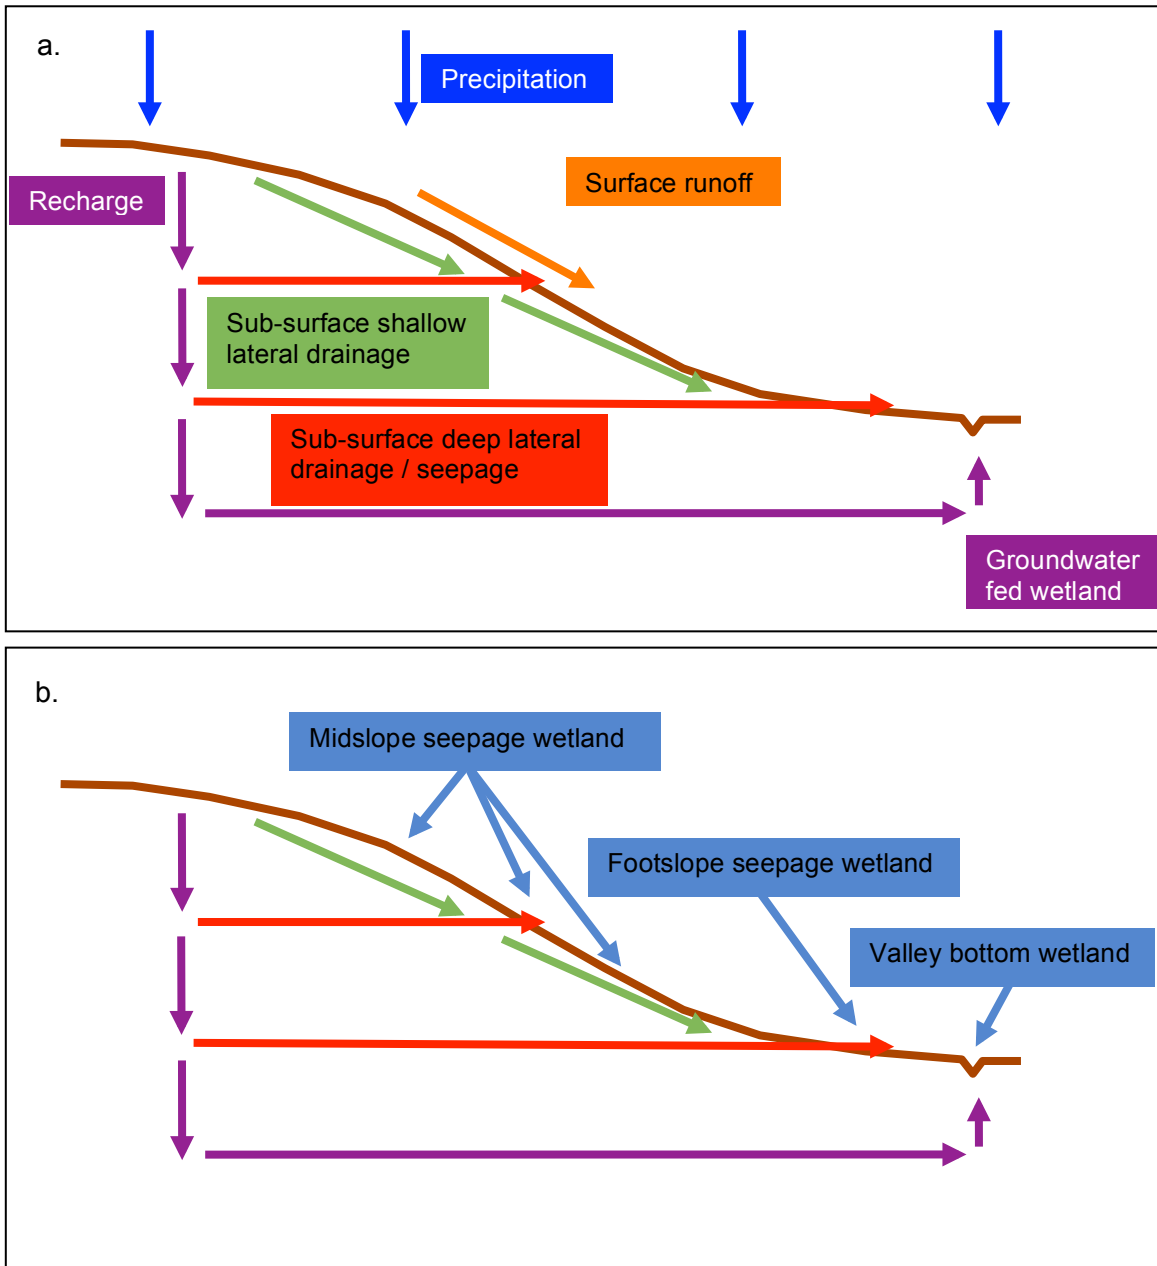 a.
Precipitation
Surface runoff
Recharge
Sub-surface shallow
lateral drainage
Sub-surface deep lateral
drainage / seepage
Groundwater
fed wetland
b.
Midslope seepage wetland
Footslope seepage wetland
Valley bottom wetland